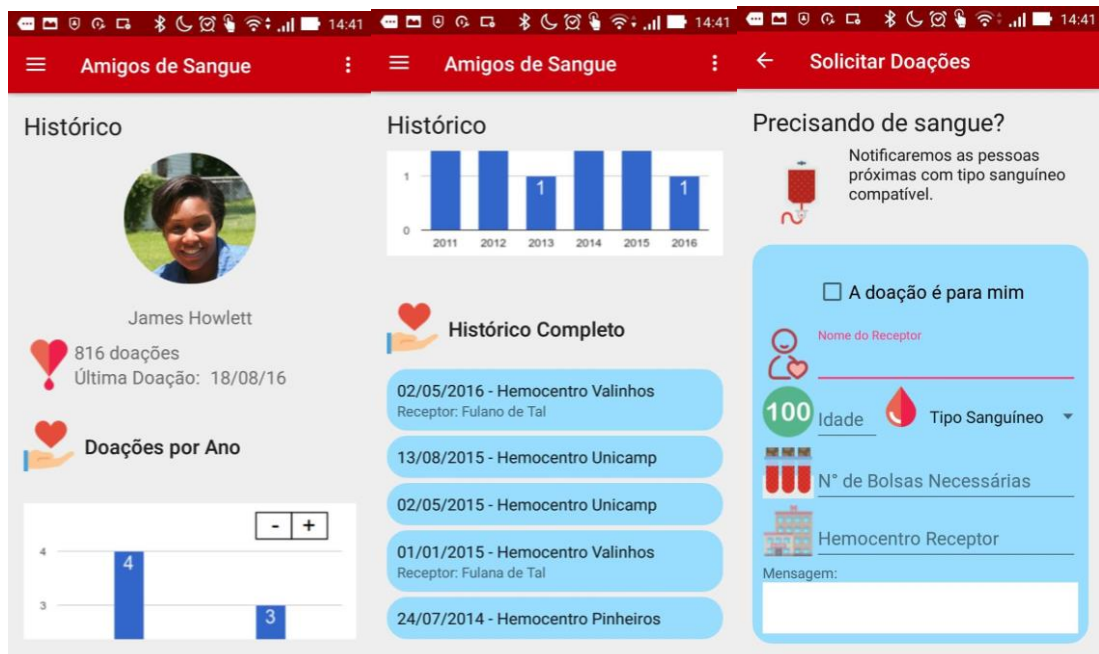 14:41
Amigos de Sangue
Histórico
James Howlett
816 doações
Última Doação: 18/08/16
Doações por Ano
- +
4
4
3
3
14:41
Amigos de Sangue
Histórico
1
1
1
0
2011 2012 2013 2014 2015 2016
Histórico Completo
02/05/2016 - Hemocentro Valinhos
Receptor: Fulano de Tal
13/08/2015 - Hemocentro Unicamp
02/05/2015 - Hemocentro Unicamp
01/01/2015 - Hemocentro Valinhos
Receptor: Fulana de Tal
24/07/2014 - Hemocentro Pinheiros
14:41
Solicitar Doações
Precisando de sangue?
Notificaremos as pessoas
próximas com tipo sanguíneo
compatível.
A doação é para mim
Nome do Receptor
100 Idade Tipo Sanguíneo
N° de Bolsas Necessárias
Hemocentro Receptor
Mensagem: